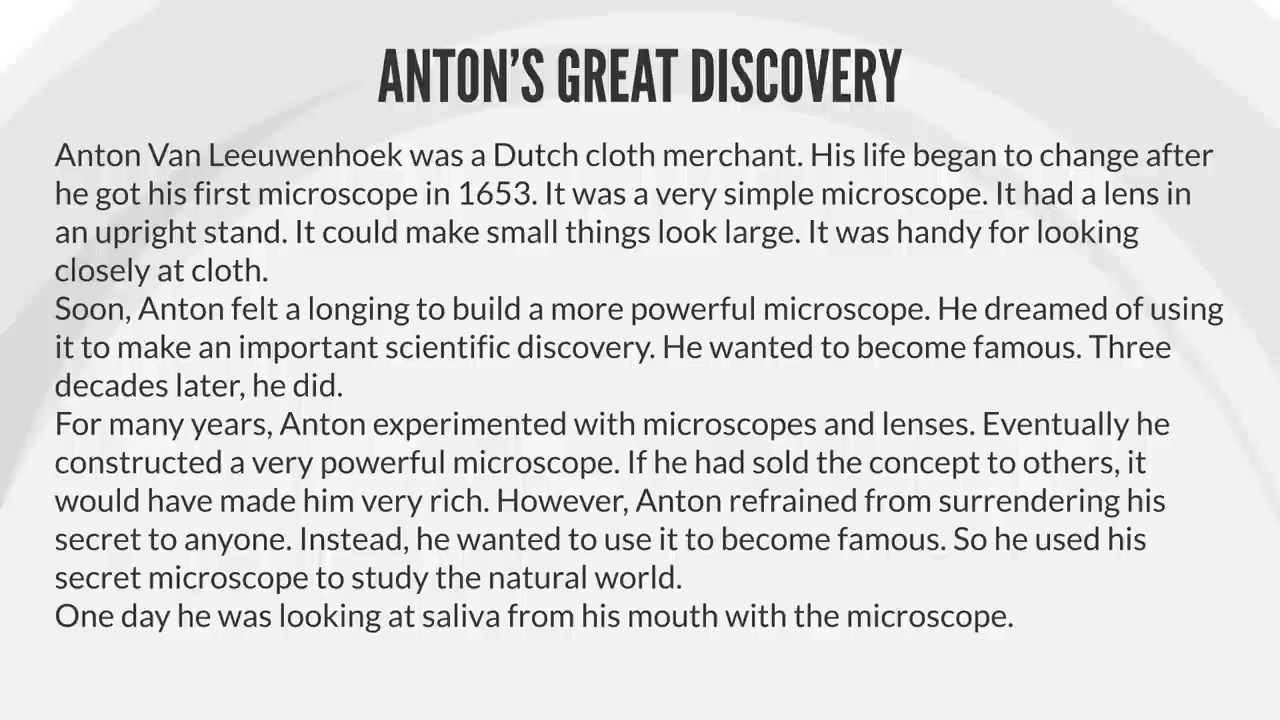 ANTON’S GREAT DISCOVERY
Anton Van Leeuwenhoek was a Dutch cloth merchant. His life began to change after
he got his first microscope in 1653. It was a very simple microscope. It had a lens in
an upright stand. It could make small things look large. It was handy for looking
closely at cloth.
Soon, Anton felt a longing to build a more powerful microscope. He dreamed of using
it to make an important scientific discovery. He wanted to become famous. Three
decades later, he did.
For many years, Anton experimented with microscopes and lenses. Eventually he
constructed a very powerful microscope. If he had sold the concept to others, it
would have made him very rich. However, Anton refrained from surrendering his
secret to anyone. Instead, he wanted to use it to become famous. So he used his
secret microscope to study the natural world.
One day he was looking at saliva from his mouth with the microscope.